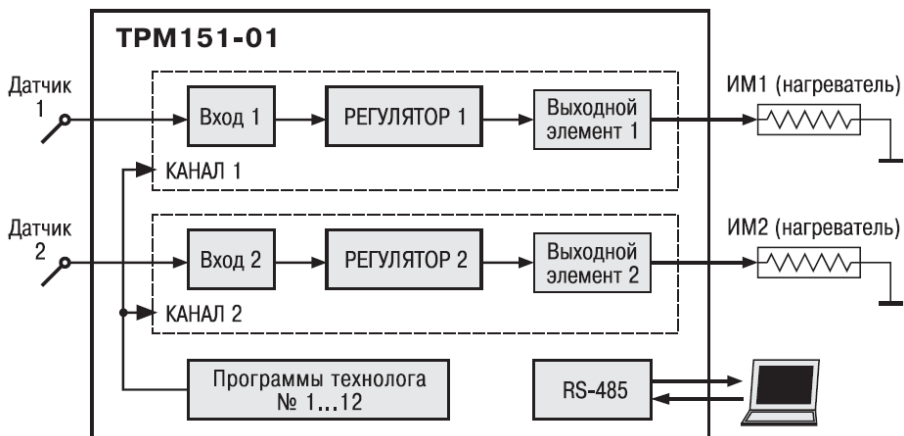 ТРМ151-01
Датчик
1
Вход 1
РЕГУЛЯТОР 1
Выходной
элемент 1
ИМ1 (нагреватель)
КАНАЛ 1
Датчик
2
Вход 2
РЕГУЛЯТОР 2
Выходной
элемент 2
ИМ2 (нагреватель)
КАНАЛ 2
Программы технолога
№ 1...12
RS-485